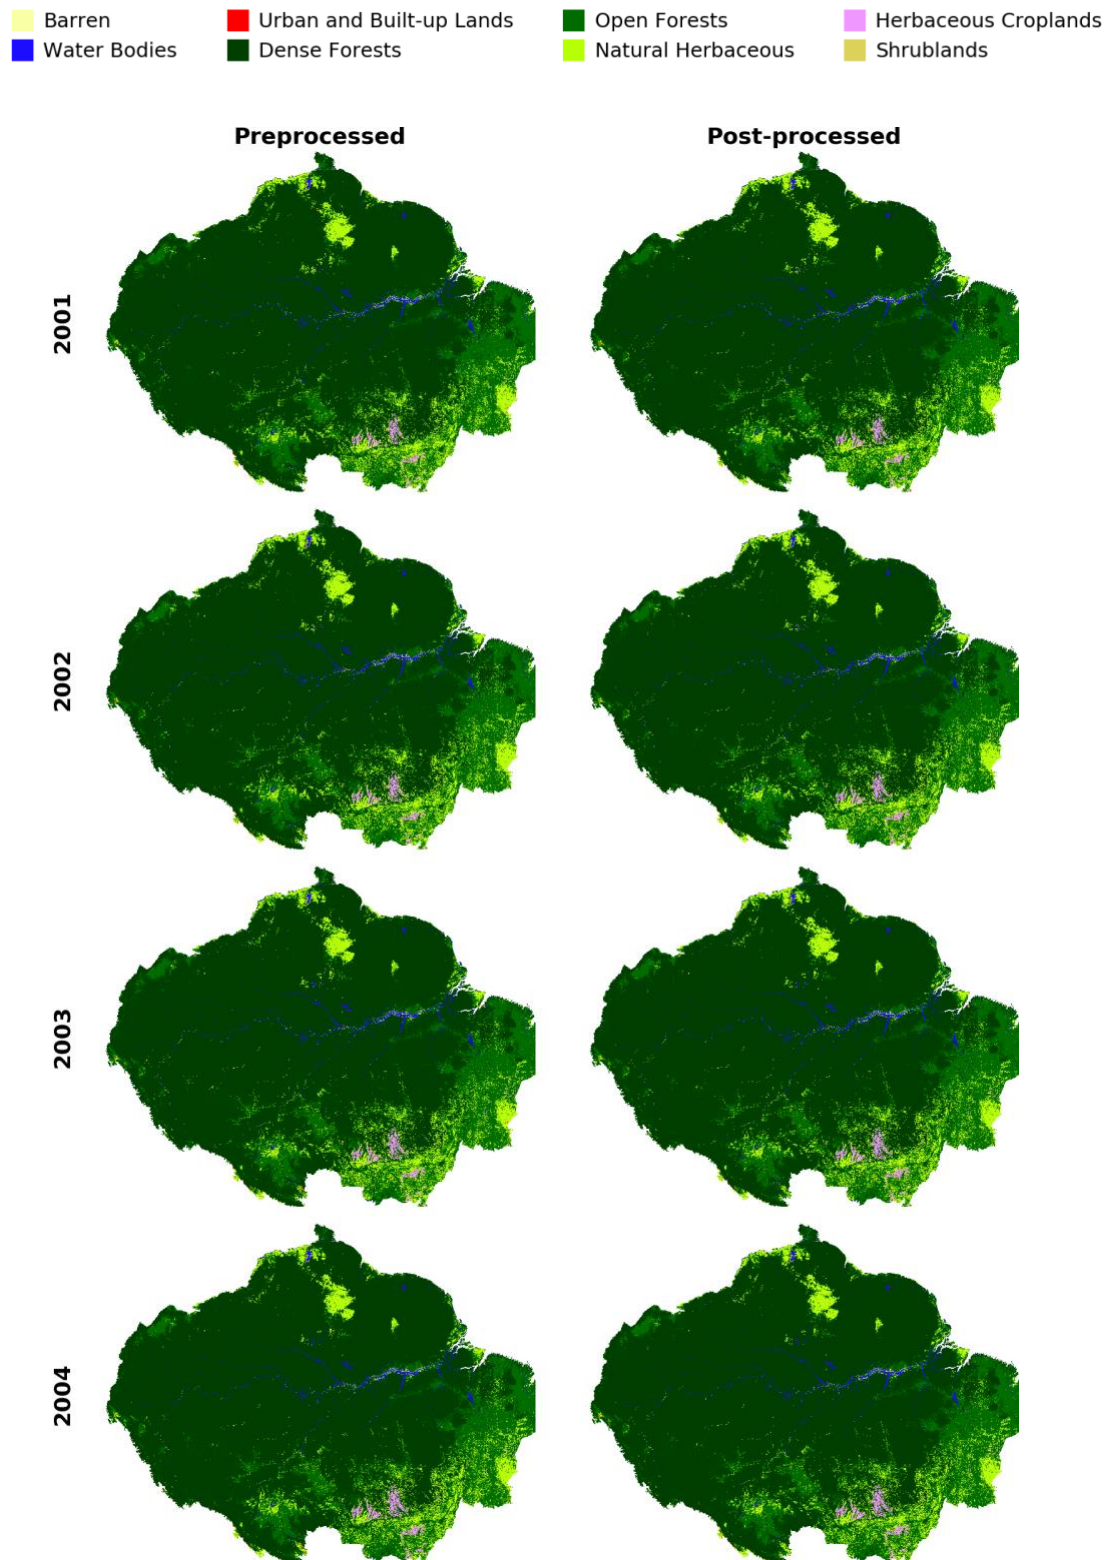 Barren
Urban and Built-up Lands
Open Forests
Herbaceous Croplands
Water Bodies
Dense Forests
Natural Herbaceous
Shrublands
Preprocessed
Post-processed
2001
2002
2003
2004